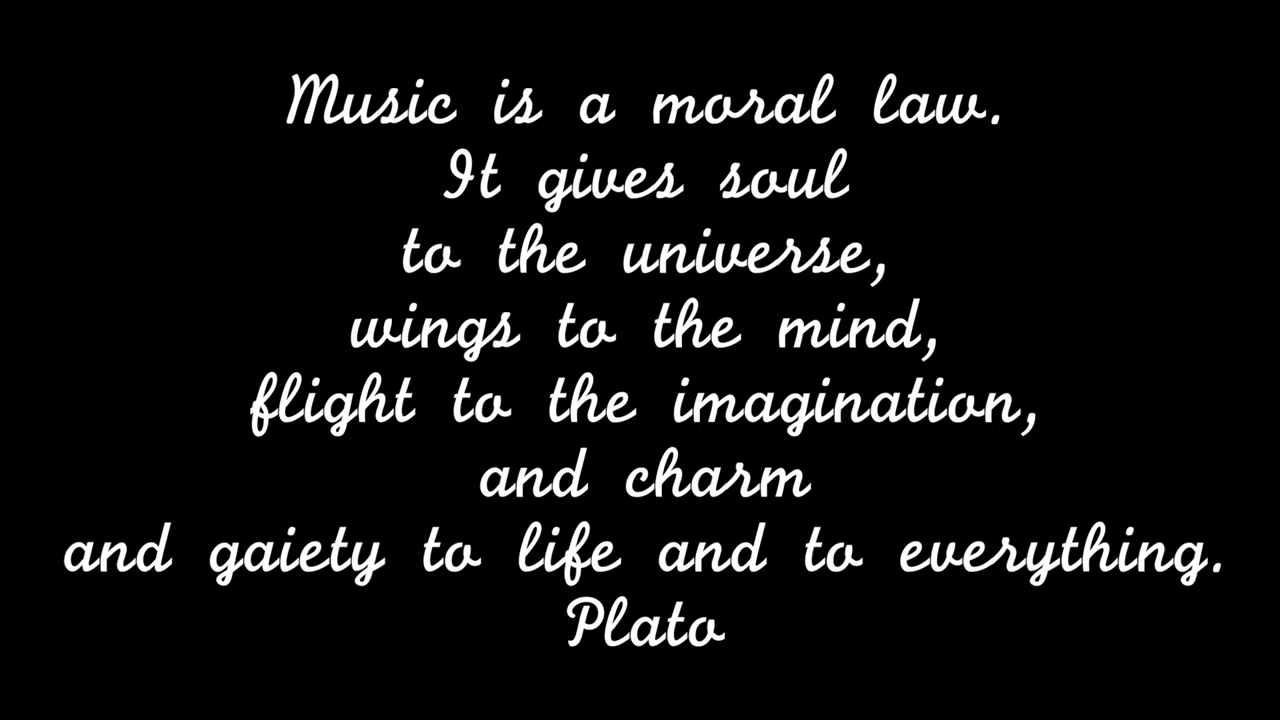 Music is a moral law.
It gives soul
to the universe,
wings to the mind,
flight to the imagination,
and charm
and gaiety to life and to everything.
Plato